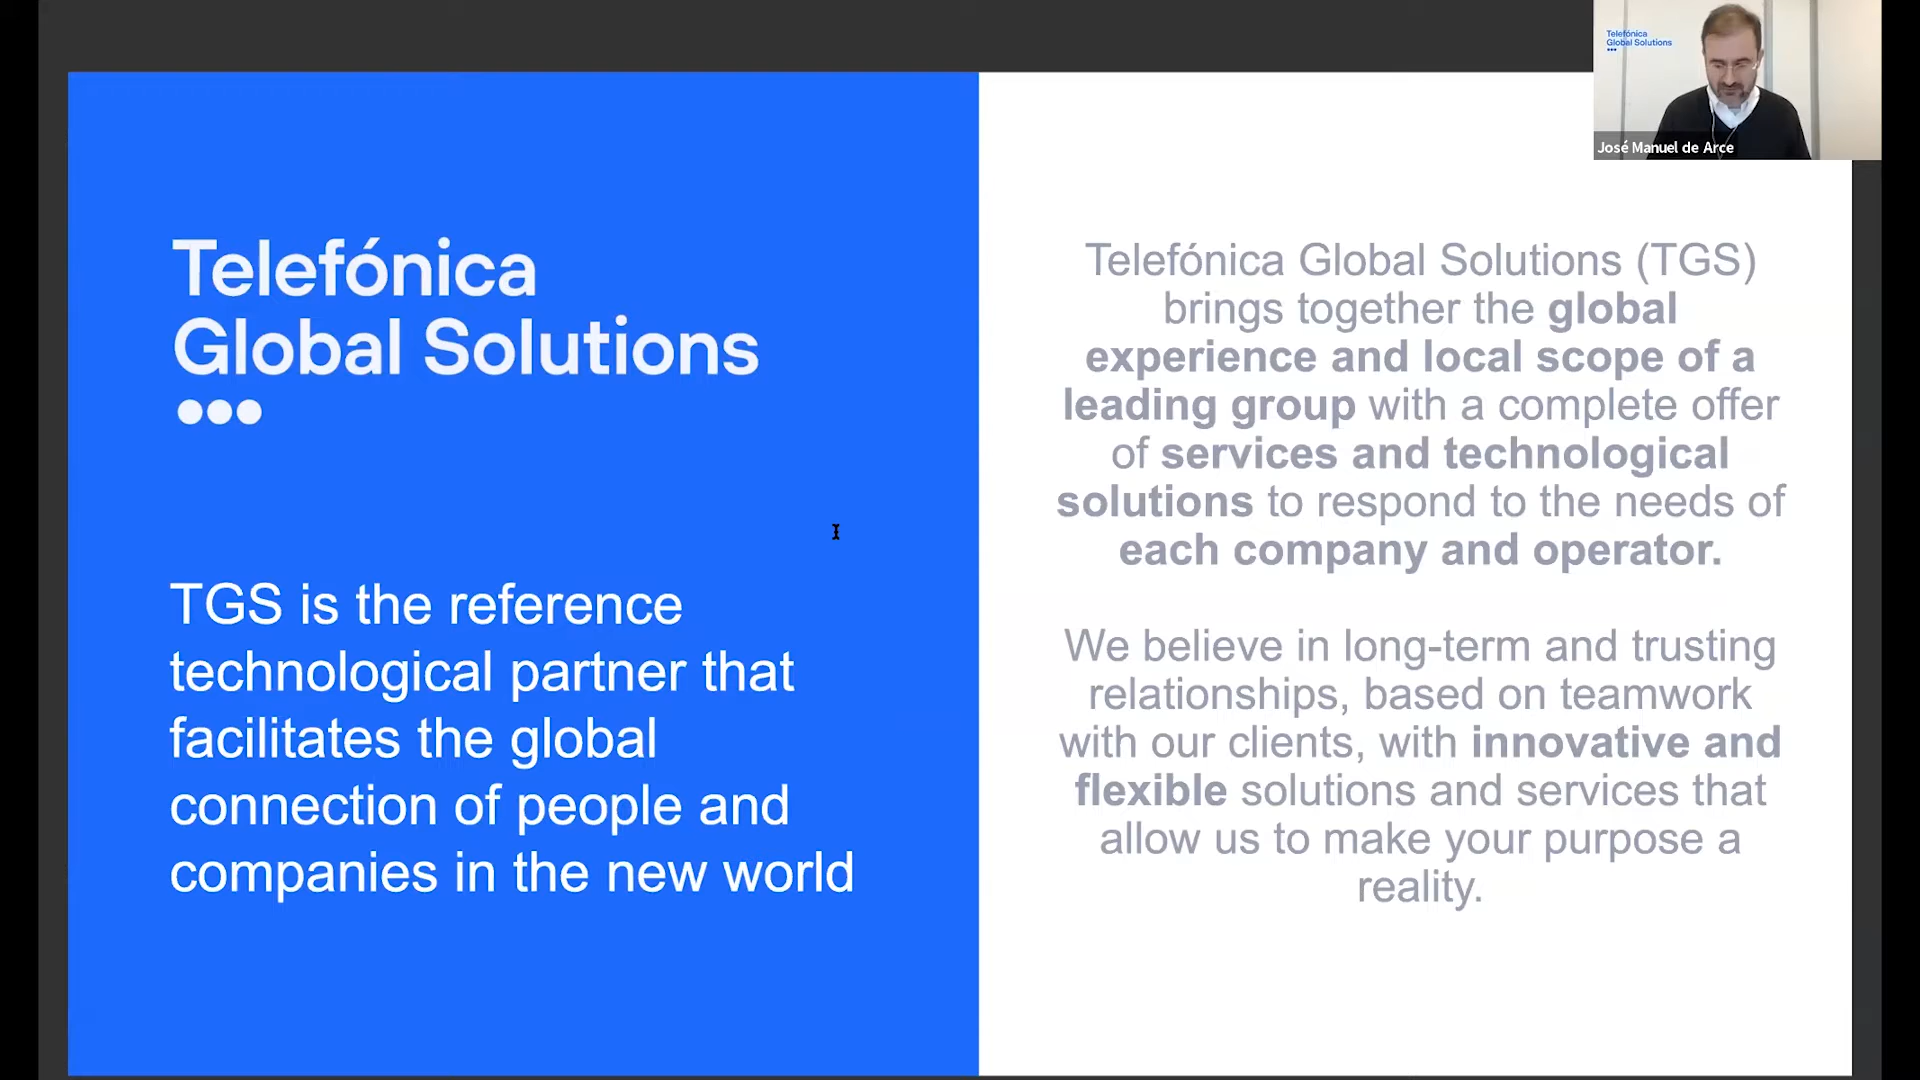 Telefónica
Global Solutions
José Manuel de Arce
Telefónica
Global Solutions
TGS is the reference
technological partner that
facilitates the global
connection of people and
companies in the new world
Telefónica Global Solutions (TGS)
brings together the global
experience and local scope of a
leading group with a complete offer
of services and technological
solutions to respond to the needs of
each company and operator.
We believe in long-term and trusting
relationships, based on teamwork
with our clients, with innovative and
flexible solutions and services that
allow us to make your purpose a
reality.